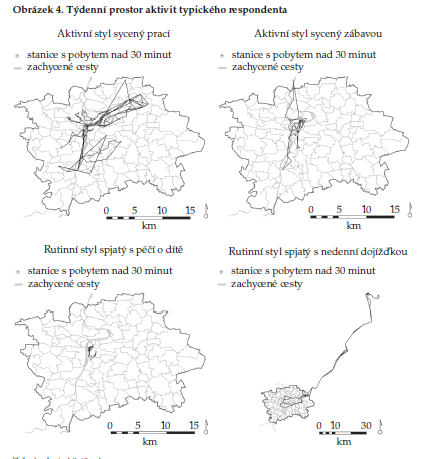 Obrázek 4. Týdenní prostor aktivit typického respondenta
Aktivní styl sycený prací
stanice s pobytem nad 30 minut
zachycené cesty
0 5 10 15
km
Aktivní styl sycený zábavou
stanice s pobytem nad 30 minut
zachycené cesty
0 5 10 15
km
Rutinní styl spjatý s péčí o dítě
stanice s pobytem nad 30 minut
zachycené cesty
0 5 10 15
km
Rutinní styl spjatý s nedenní dojížďkou
stanice s pobytem nad 30 minut
zachycené cesty
0 10 30
km